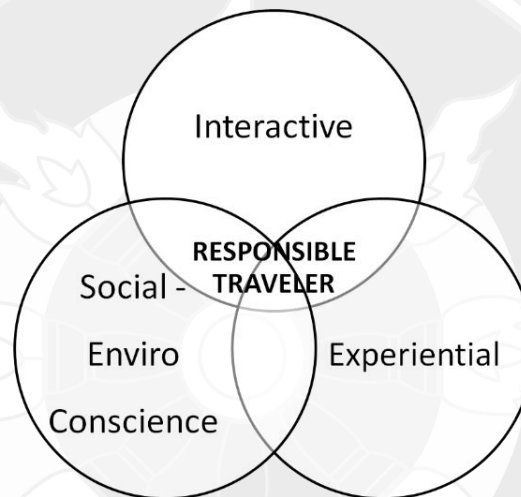 Interactive
RESPONSIBLE
TRAVELER
Social -
Enviro
Conscience
Experiential